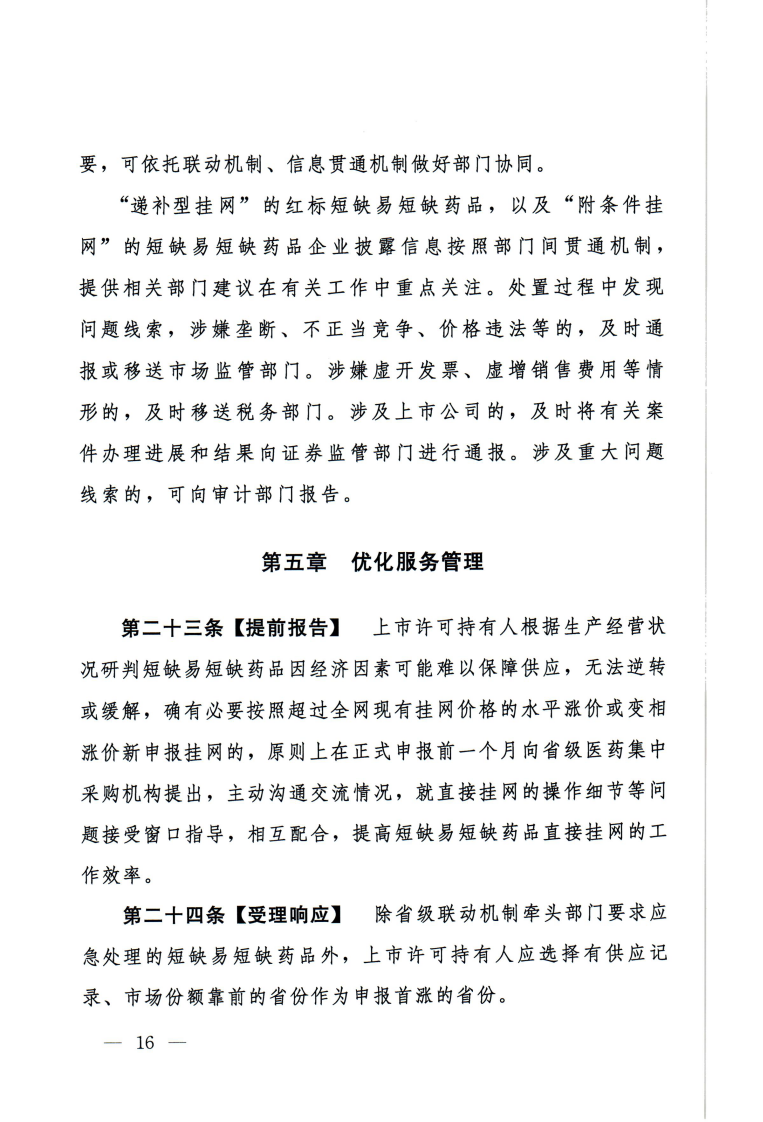 要，可依托联动机制、信息贯通机制做好部门协同。
“递补型挂网”的红标短缺易短缺药品，以及“附条件挂
网”的短缺易短缺药品企业披露信息按照部门间贯通机制，
提供相关部门建议在有关工作中重点关注。处置过程中发现
问题线索，涉嫌垄断、不正当竞争、价格违法等的，及时通
报或移送市场监管部门。涉嫌虚开发票、虚增销售费用等情
形的，及时移送税务部门。涉及上市公司的，及时将有关案
件办理进展和结果向证券监管部门进行通报。涉及重大问题
线索的，可向审计部门报告。
第五章 优化服务管理
第二十三条【提前报告】 上市许可持有人根据生产经营状
况研判短缺易短缺药品因经济因素可能难以保障供应，无法逆转
或缓解，确有必要按照超过全网现有挂网价格的水平涨价或变相
涨价新申报挂网的，原则上在正式申报前一个月向省级医药集中
采购机构提出，主动沟通交流情况，就直接挂网的操作细节等问
题接受窗口指导，相互配合，提高短缺易短缺药品直接挂网的工
作效率。
第二十四条【受理响应】 除省级联动机制牵头部门要求应
急处理的短缺易短缺药品外，上市许可持有人应选择有供应记
录、市场份额靠前的省份作为申报首涨的省份。
— 16 —